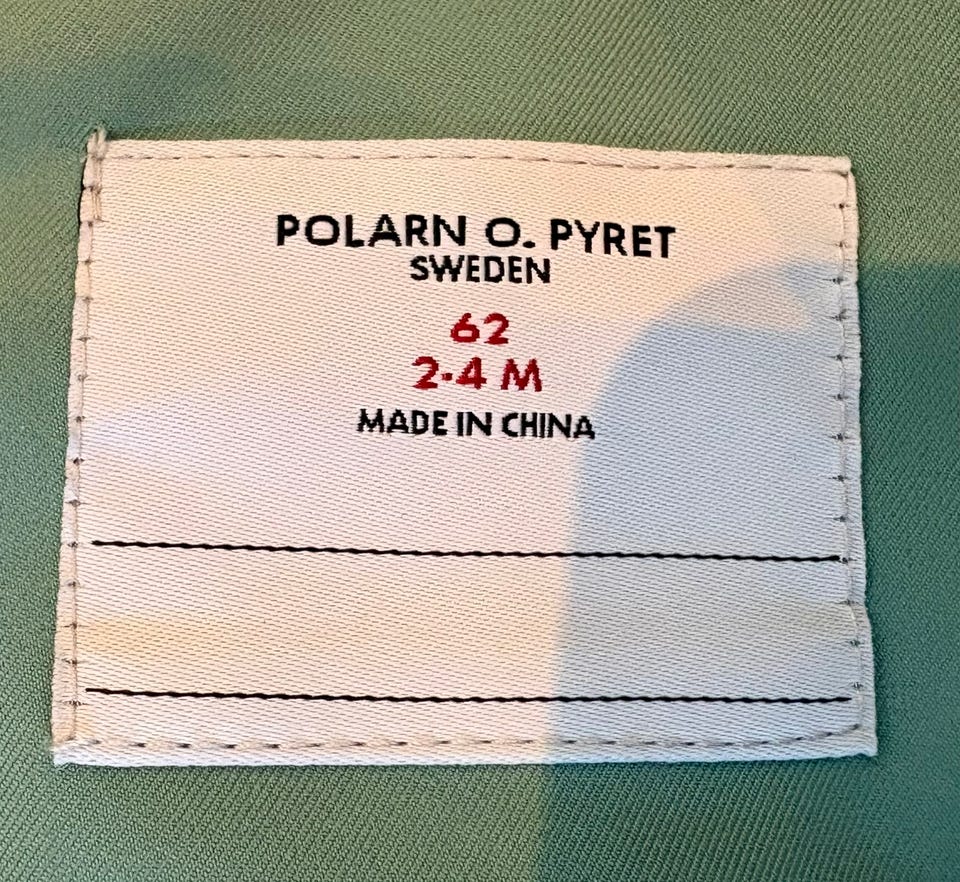 POLARN O. PYRET
SWEDEN
62
2-4 M
MADE IN CHINA